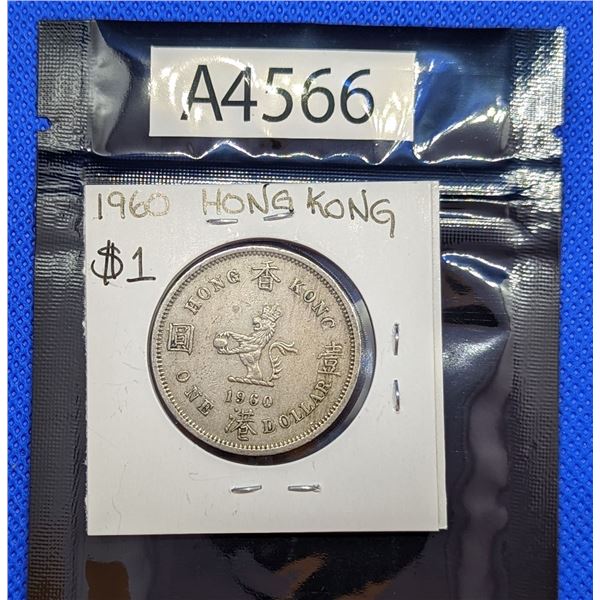 A4566
1960 HONG KONG
$1
HONG 香 KONG
圓 壹
1960
ONE 港 DOLLAR